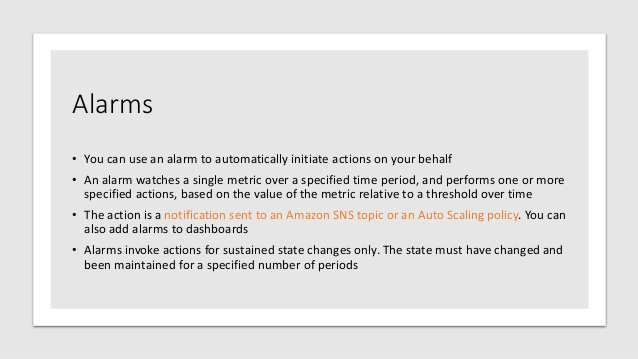 Alarms
• You can use an alarm to automatically initiate actions on your behalf
• An alarm watches a single metric over a specified time period, and performs one or more
specified actions, based on the value of the metric relative to a threshold over time
• The action is a notification sent to an Amazon SNS topic or an Auto Scaling policy. You can
also add alarms to dashboards
• Alarms invoke actions for sustained state changes only. The state must have changed and
been maintained for a specified number of periods